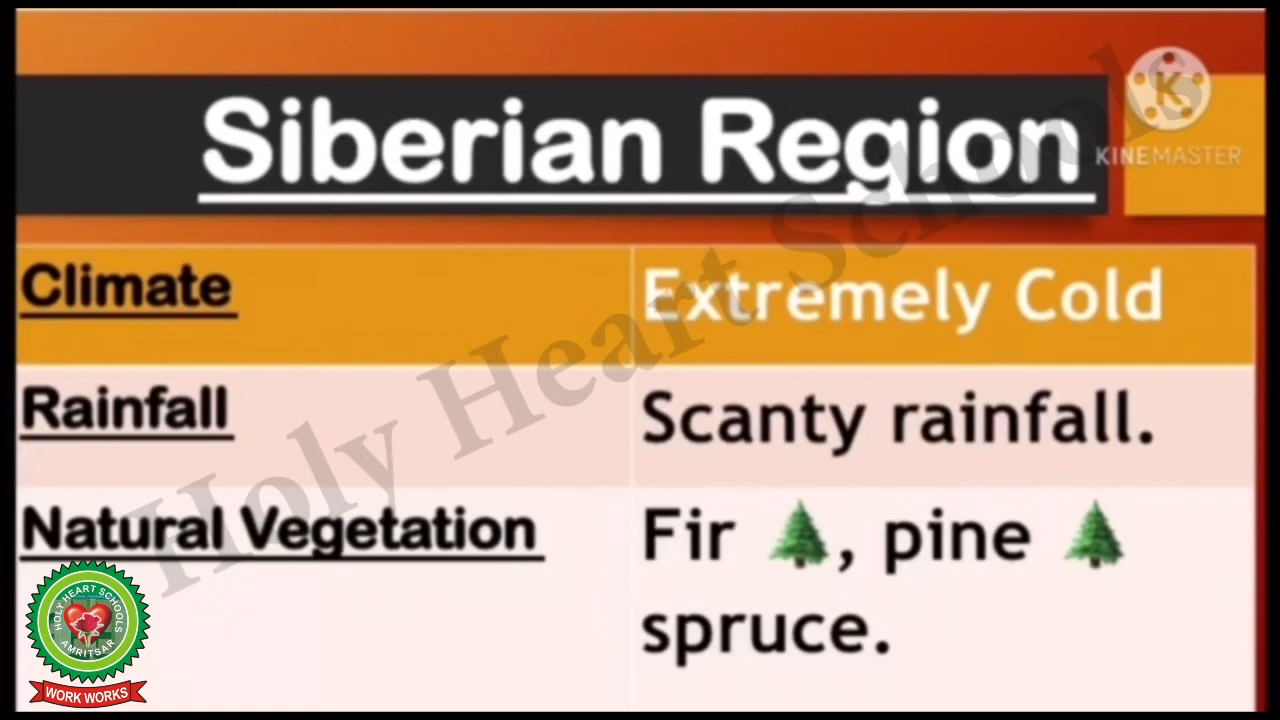 Siberian Region
KINEMASTER
Climate
Extremely Cold
Rainfall
Scanty rainfall.
Natural Vegetation
Fir 🌲, pine 🌲
spruce.
Holy Heart Schools
HOLY HEART SCHOOLS
AMRITSAR
WORK WORKS